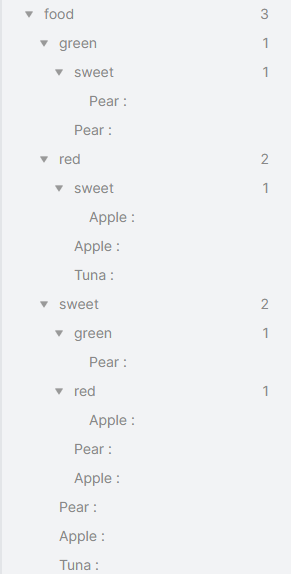 food 3
green 1
sweet 1
Pear :
Pear :
red 2
sweet 1
Apple :
Apple :
Tuna :
sweet 2
green 1
Pear :
red 1
Apple :
Pear :
Apple :
Pear :
Apple :
Tuna :